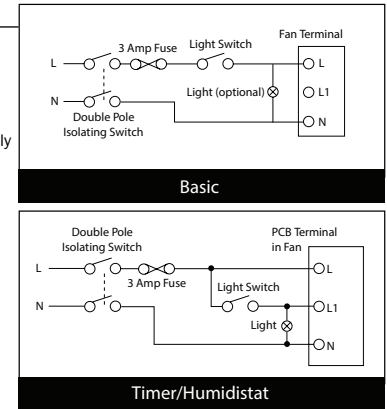 Fan Terminal
3 Amp Fuse Light Switch
L L
Light (optional) L1
N N
Double Pole
Isolating Switch
ly
Basic
Double Pole
Isolating Switch
PCB Terminal
in Fan
L L
3 Amp Fuse
Light Switch
N L1
Light
N
Timer/Humidistat